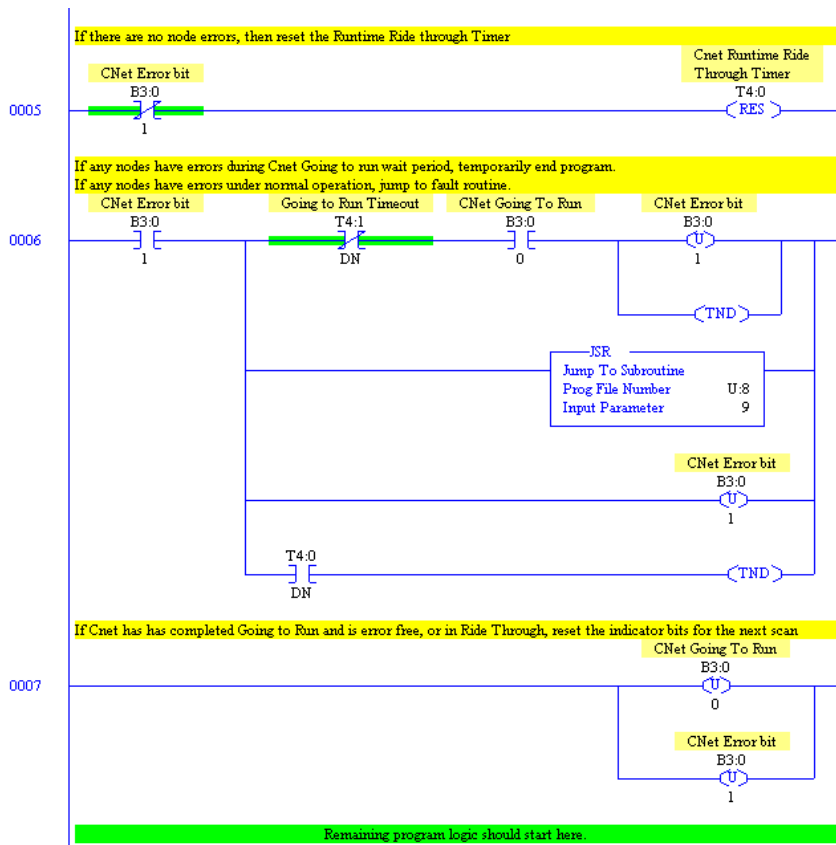 If there are no node errors, then reset the Runtime Ride through Timer
Cnet Runtime Ride
Through Timer
CNet Error bit
B3:0
T4:0
0005
RES
1
If any nodes have errors during Cnet Going to run wait period, temporarily end program.
If any nodes have errors under normal operation, jump to fault routine.
CNet Error bit Going to Run Timeout CNet Going To Run CNet Error bit
B3:0 T4:1 B3:0 B3:0
0006
U
1 DN 0 1
TND
JSR
Jump To Subroutine
Prog File Number U:8
Input Parameter 9
CNet Error bit
B3:0
U
1
T4:0
TND
DN
If Cnet has has completed Going to Run and is error free, or in Ride Through, reset the indicator bits for the next scan
CNet Going To Run
B3:0
0007
U
0
CNet Error bit
B3:0
U
1
Remaining program logic should start here.